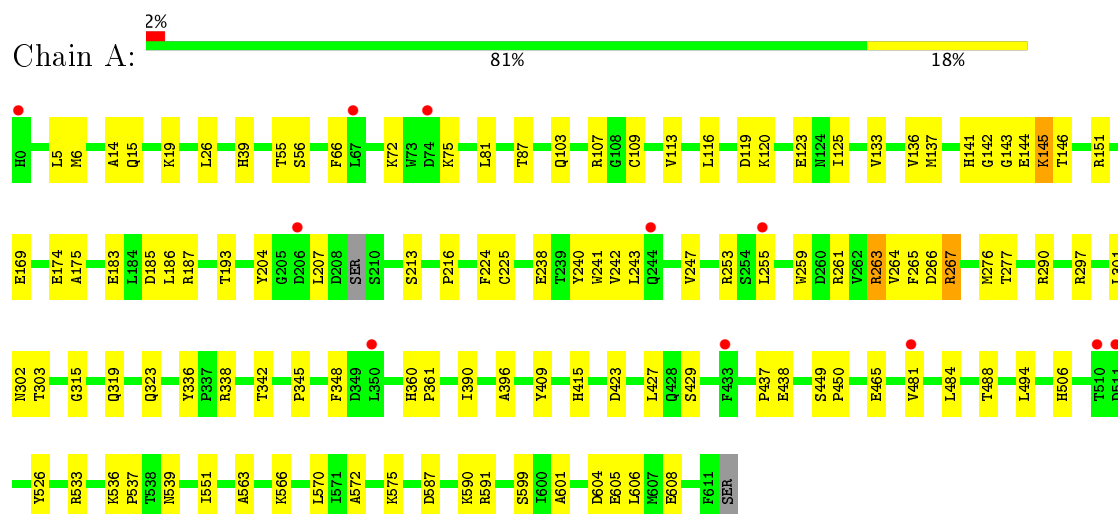 2%
Chain A:
81% 18%
H0 L5 M6 A14 Q15 K19 L26 H39 T55 S56 F66 L67 K72 W73 D74 K75 L81 T87 Q103 R107 G108 C109 V113 L116 D119 K120 E123 N124 I125 V133 V136 M137 H141 G142 G143 E144 K145 T146 R151
E169 E174 A175 E183 L184 D185 L186 R187 T193 Y204 G205 D206 L207 D208 SER S210 S213 P216 F224 C225 E238 T239 Y240 W241 V242 L243 Q244 V247 R253 S254 L255 W259 D260 R261 V262 R263 V264 F265 D266 R267 M276 T277 R290 R297 L301
N302 T303 G315 Q319 Q323 Y336 P337 R338 T342 P345 F348 D349 L350 H360 P361 I390 A396 Y409 H415 D423 L427 Q428 S429 F433 P437 E438 S449 P450 E465 V481 L484 T488 L494 H506 T510 D511
Y526 R533 K536 P537 T538 N539 I551 A563 K566 L570 I571 A572 K575 D587 K590 R591 S599 I600 A601 D604 E605 L606 M607 E608 F611 SER